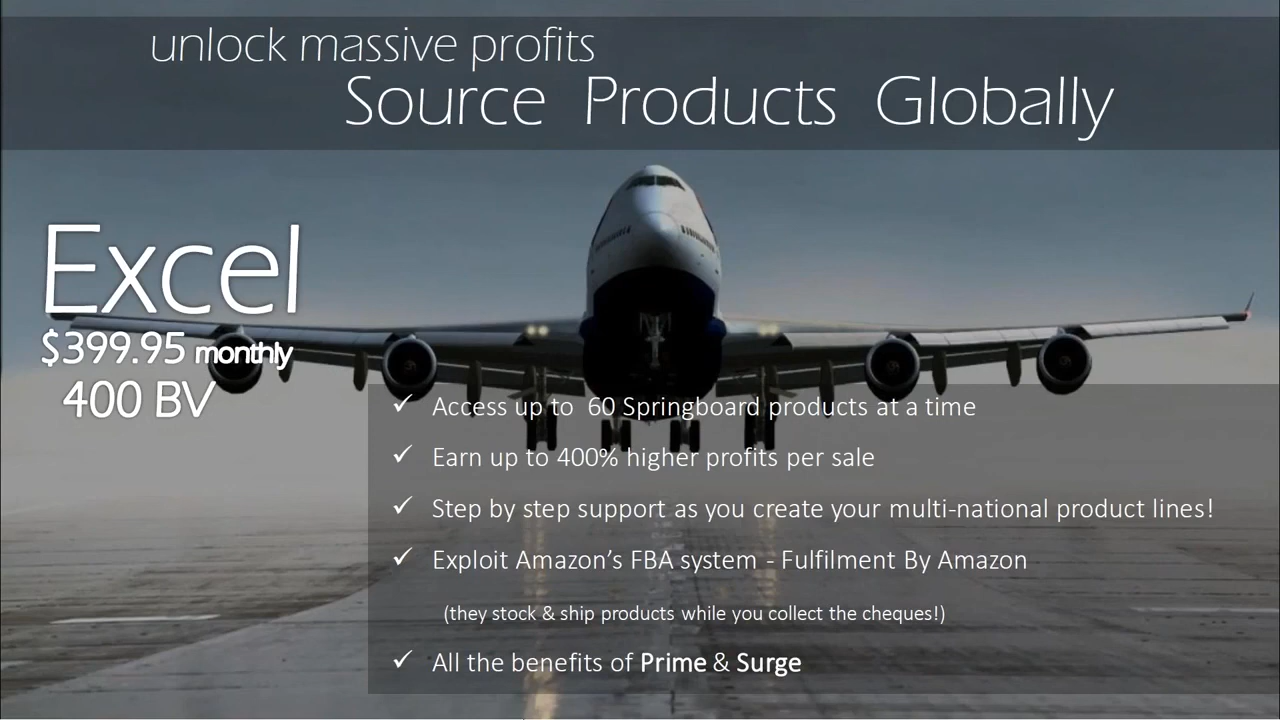 unlock massive profits
Source Products Globally
Excel
$399.95 monthly
400 BV
✓ Access up to 60 Springboard products at a time
✓ Earn up to 400% higher profits per sale
✓ Step by step support as you create your multi-national product lines!
✓ Exploit Amazon’s FBA system - Fulfilment By Amazon
(they stock & ship products while you collect the cheques!)
✓ All the benefits of Prime & Surge